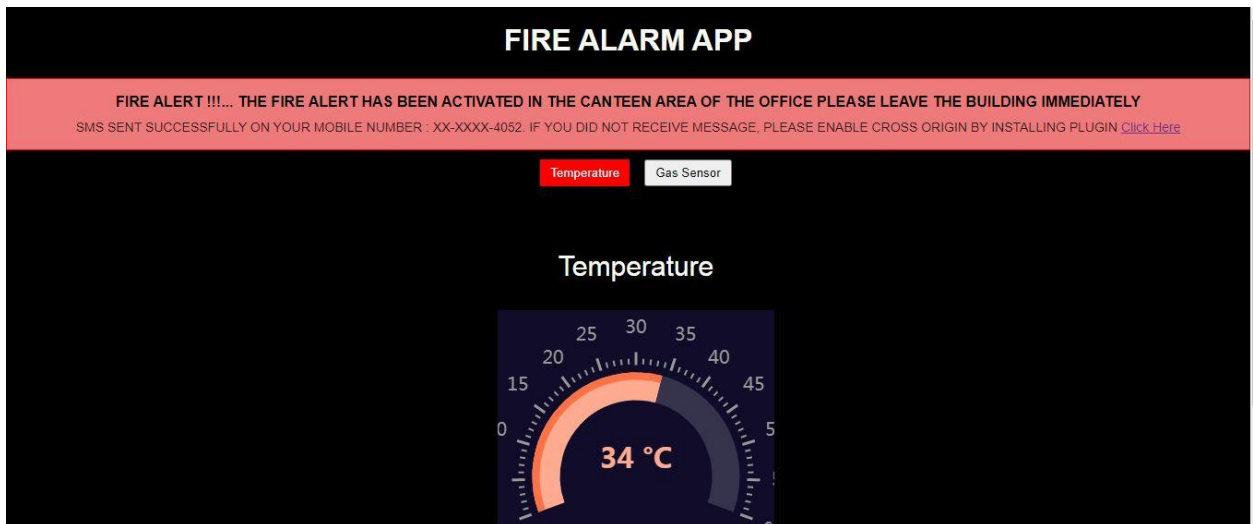 FIRE ALARM APP
FIRE ALERT !!!... THE FIRE ALERT HAS BEEN ACTIVATED IN THE CANTEEN AREA OF THE OFFICE PLEASE LEAVE THE BUILDING IMMEDIATELY
SMS SENT SUCCESSFULLY ON YOUR MOBILE NUMBER : XX-XXXX-4052. IF YOU DID NOT RECEIVE MESSAGE, PLEASE ENABLE CROSS ORIGIN BY INSTALLING PLUGIN Click Here
Temperature Gas Sensor
Temperature
25 30 35
20 40
15 45
34 °C